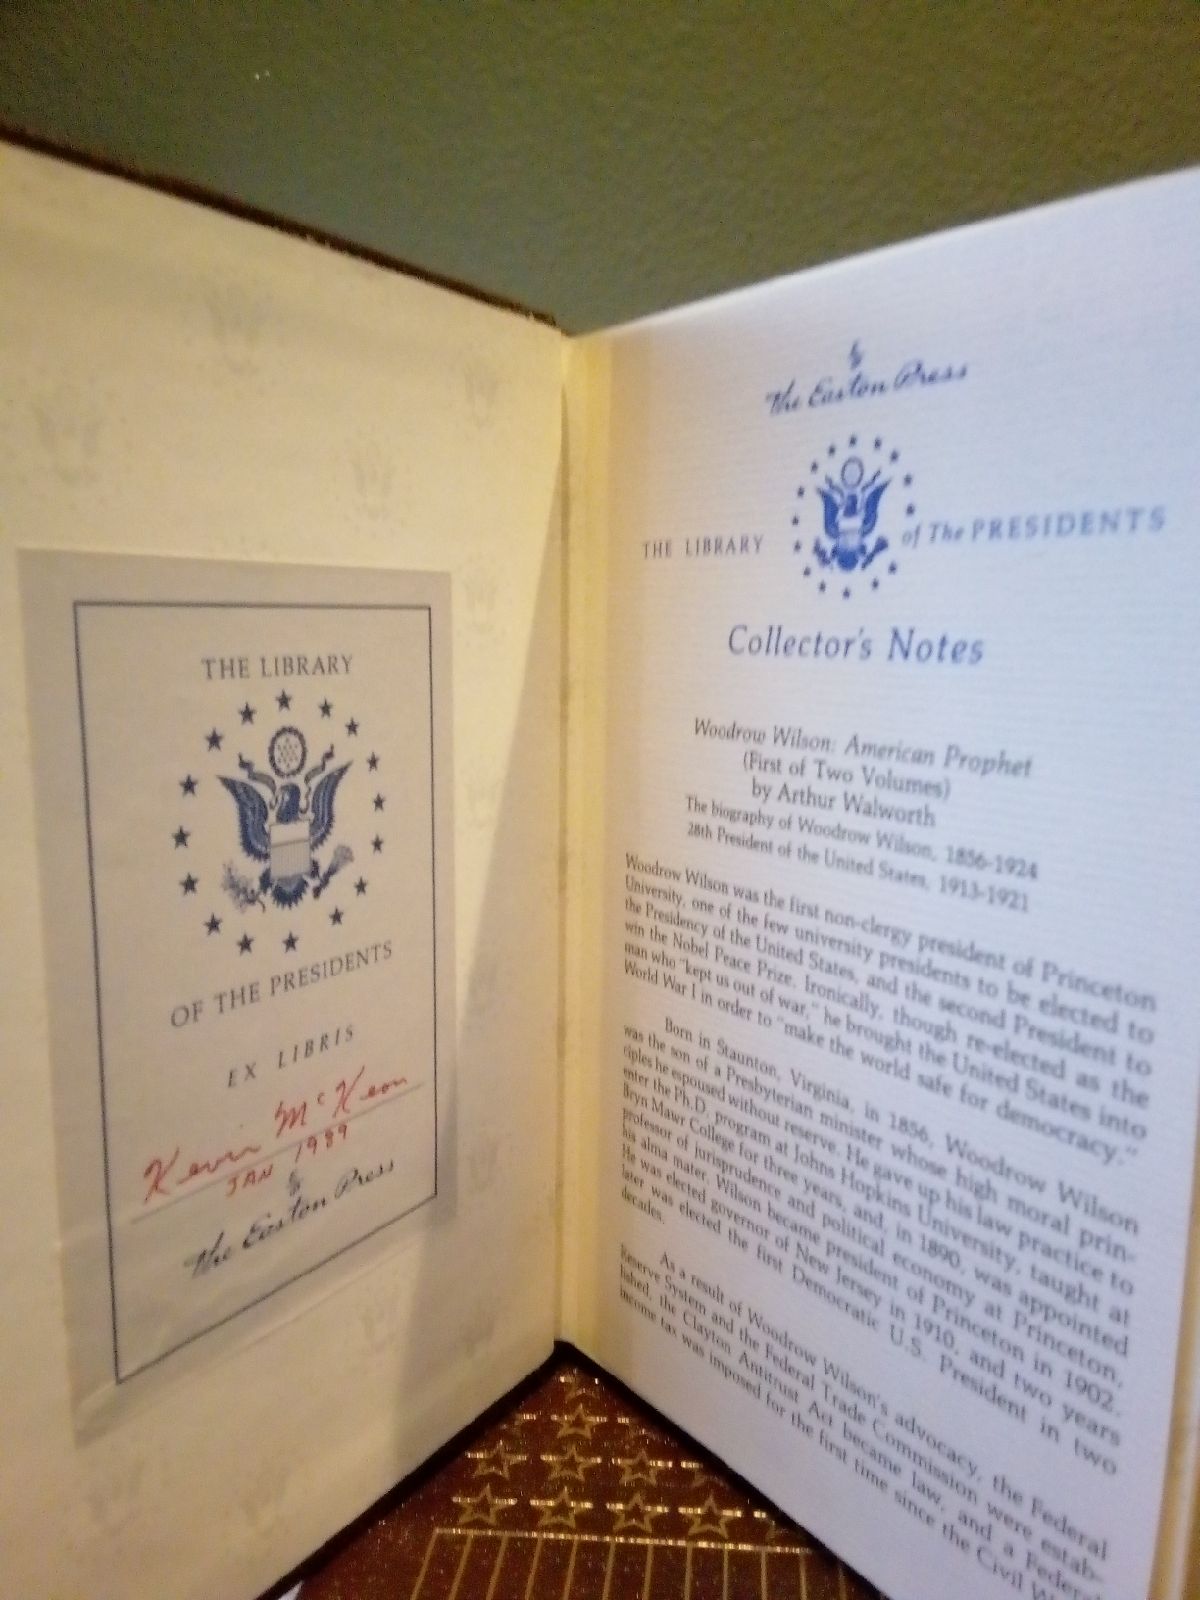 THE LIBRARY
OF THE PRESIDENTS
EX LIBRIS
Kevin McKeon
JAN 1989
The Easton Press
The Easton Press
THE LIBRARY of The PRESIDENTS
Collector's Notes
Woodrow Wilson: American Prophet
(First of Two Volumes)
by Arthur Walworth
The biography of Woodrow Wilson, 1856-1924
28th President of the United States, 1913-1921
Woodrow Wilson was the first non-clergy president of Princeton
University, one of the few university presidents to be elected to
the Presidency of the United States, and the second President to
win the Nobel Peace Prize. Ironically, though re-elected as the
man who "kept us out of war," he brought the United States into
World War I in order to "make the world safe for democracy."
Born in Staunton, Virginia, in 1856, Woodrow Wilson
was the son of a Presbyterian minister whose high moral prin-
ciples he espoused without reserve. He gave up his law practice to
enter the Ph.D. program at Johns Hopkins University, taught at
Bryn Mawr College for three years, and, in 1890, was appointed
professor of jurisprudence and political economy at Princeton,
his alma mater. Wilson became president of Princeton in 1902.
He was elected governor of New Jersey in 1910, and two years
later was elected the first Democratic U.S. President in two
decades.
As a result of Woodrow Wilson's advocacy, the Federal
Reserve System and the Federal Trade Commission were estab-
lished, the Clayton Antitrust Act became law, and a Federal
income tax was imposed for the first time since the Civil W